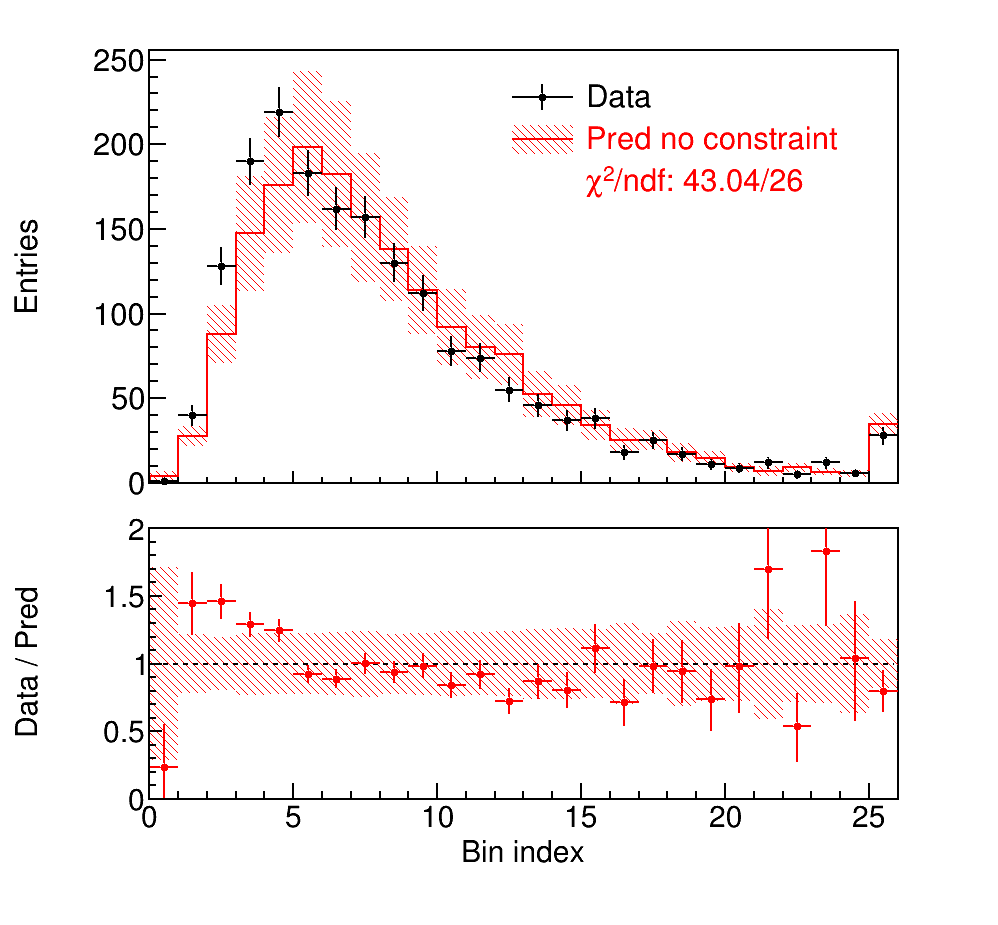 250
200
150
100
50
0
Entries
Data
Pred no constraint
χ²/ndf: 43.04/26
2
1.5
1
0.5
0
Data / Pred
0 5 10 15 20 25
Bin index